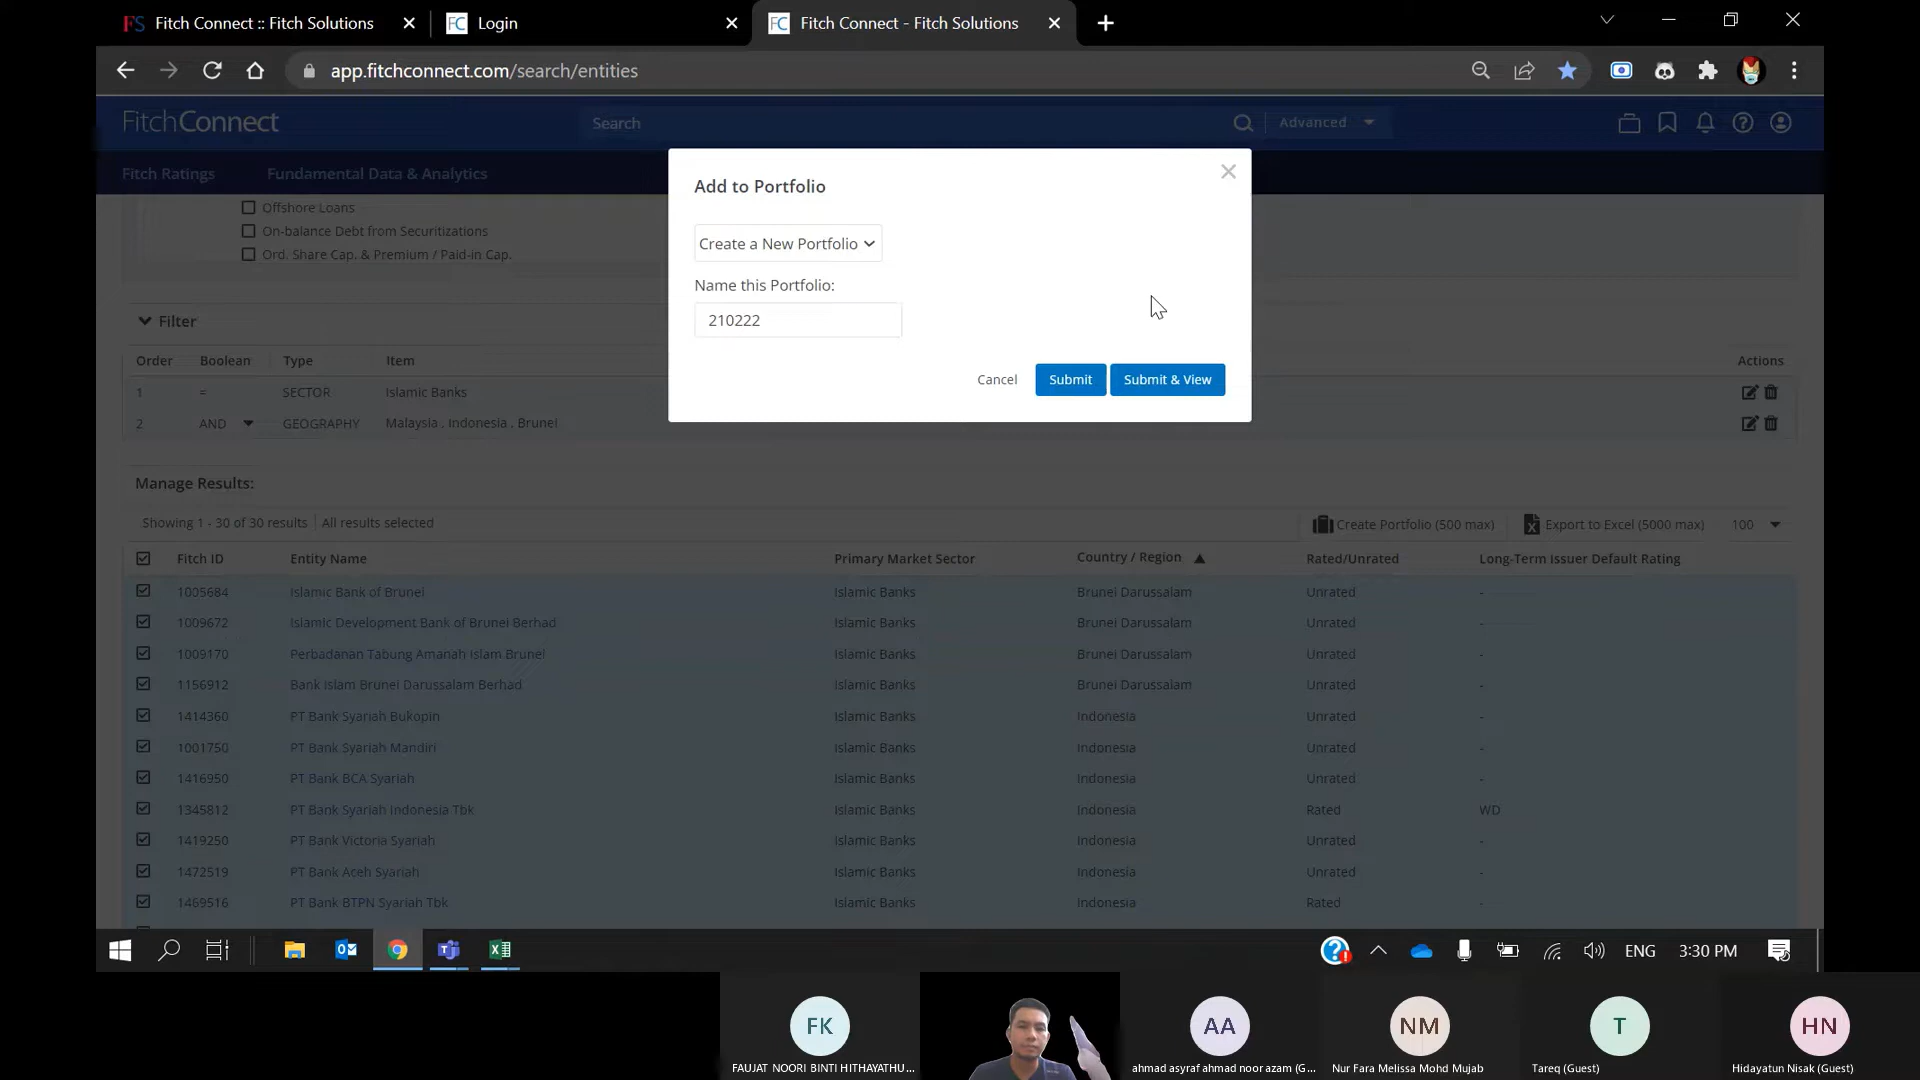 FS Fitch Connect :: Fitch Solutions
FC Login
FC Fitch Connect - Fitch Solutions
app.fitchconnect.com/search/entities
FitchConnect
Search
Advanced
Fitch Ratings
Fundamental Data & Analytics
Add to Portfolio
Create a New Portfolio
Name this Portfolio:
210222
Cancel
Submit
Submit & View
Offshore Loans
On-balance Debt from Securitizations
Ord. Share Cap. & Premium / Paid-in Cap.
Filter
Order Boolean Type Item Actions
1 = SECTOR Islamic Banks
2 AND GEOGRAPHY Malaysia , Indonesia , Brunei
Manage Results:
Showing 1 - 30 of 30 results All results selected Create Portfolio (500 max) Export to Excel (5000 max) 100
Fitch ID Entity Name Primary Market Sector Country / Region Rated/Unrated Long-Term Issuer Default Rating
1005684 Islamic Bank of Brunei Islamic Banks Brunei Darussalam Unrated -
1009672 Islamic Development Bank of Brunei Berhad Islamic Banks Brunei Darussalam Unrated -
1009170 Perbadanan Tabung Amanah Islam Brunei Islamic Banks Brunei Darussalam Unrated -
1156912 Bank Islam Brunei Darussalam Berhad Islamic Banks Brunei Darussalam Unrated -
1414360 PT Bank Syariah Bukopin Islamic Banks Indonesia Unrated -
1001750 PT Bank Syariah Mandiri Islamic Banks Indonesia Unrated -
1416950 PT Bank BCA Syariah Islamic Banks Indonesia Unrated -
1345812 PT Bank Syariah Indonesia Tbk Islamic Banks Indonesia Rated WD
1419250 PT Bank Victoria Syariah Islamic Banks Indonesia Unrated -
1472519 PT Bank Aceh Syariah Islamic Banks Indonesia Unrated -
1469516 PT Bank BTPN Syariah Tbk Islamic Banks Indonesia Rated
ENG 3:30 PM
FK
AA
NM
T
HN
FAUJAT NOORI BINTI HITHAYATHU...
ahmad asyraf ahmad noor azam (G...
Nur Fara Melissa Mohd Mujab
Tareq (Guest)
Hidayatun Nisak (Guest)